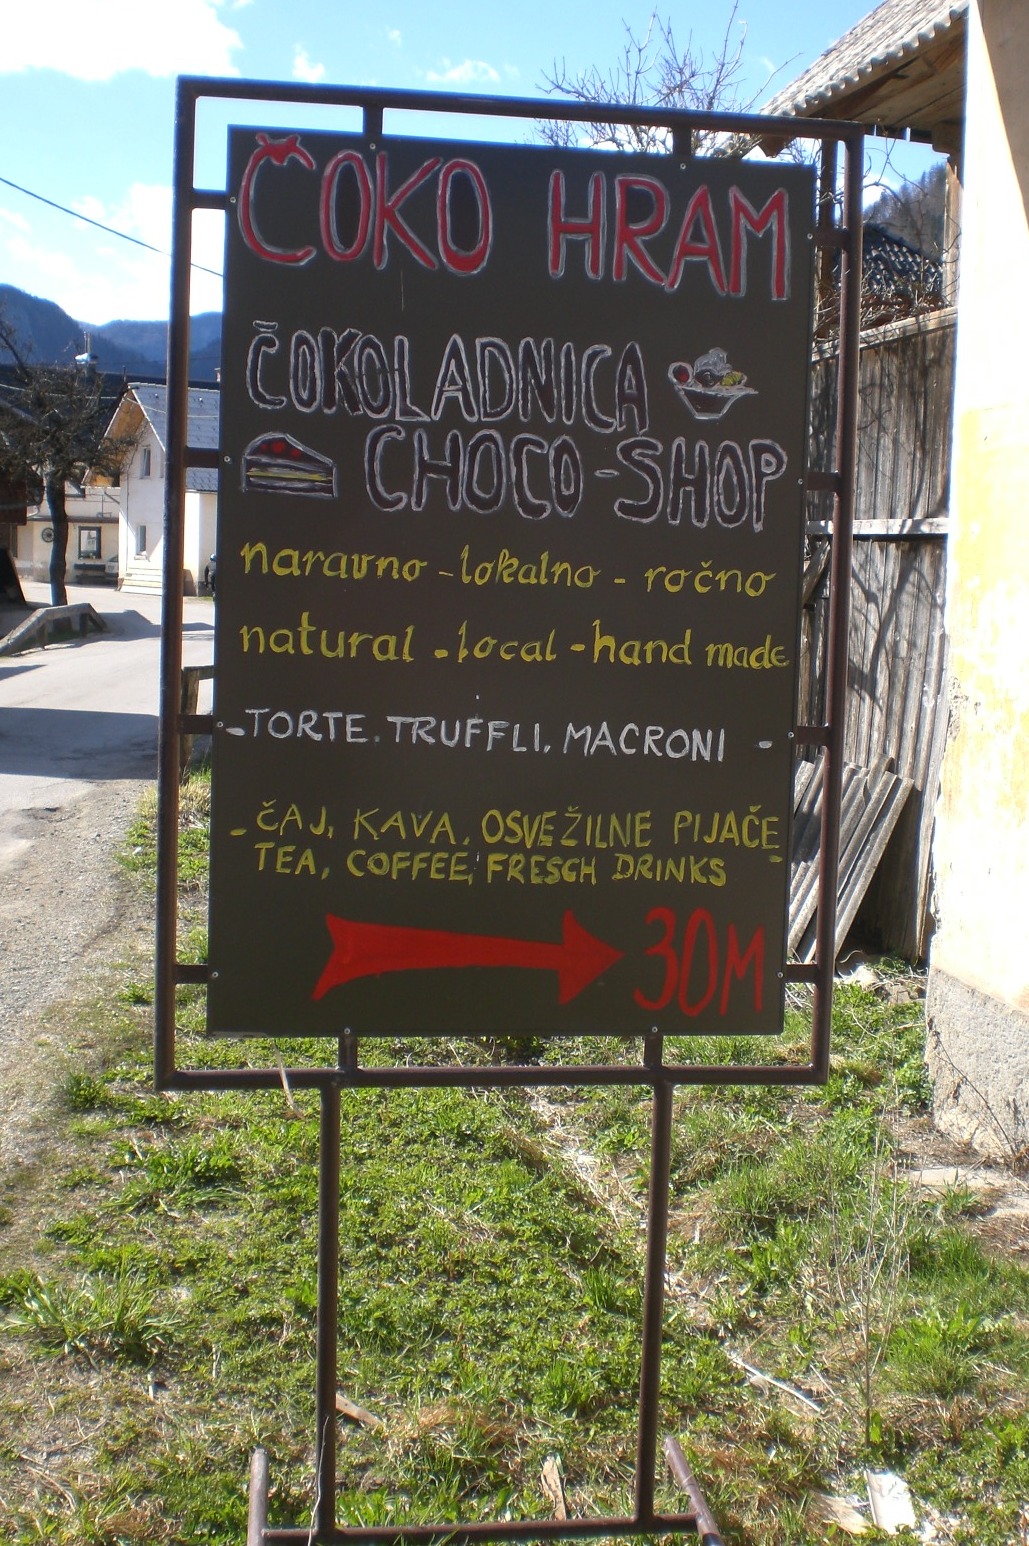 ČOKO HRAM
ČOKOLADNICA
CHOCO-SHOP
naravno - lokalno - ročno
natural - local - hand made
- TORTE. TRUFFLI. MACRONI -
- ČAJ, KAVA, OSVEŽILNE PIJAČE -
TEA, COFFEE, FRESCH DRINKS
30M